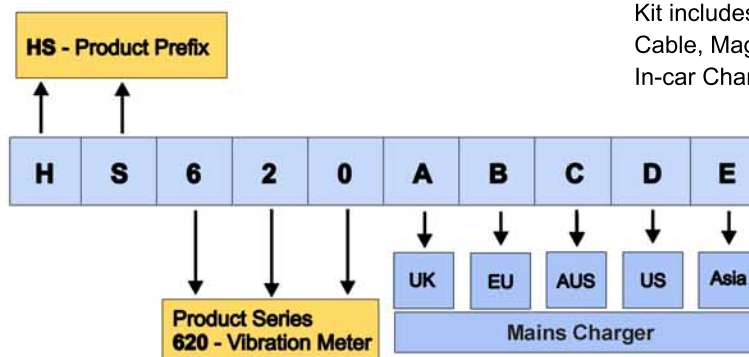 Kit includes
Cable, Mag
In-car Char
HS - Product Prefix
H S 6 2 0 A B C D E
UK EU AUS US Asia
Product Series
620 - Vibration Meter
Mains Charger